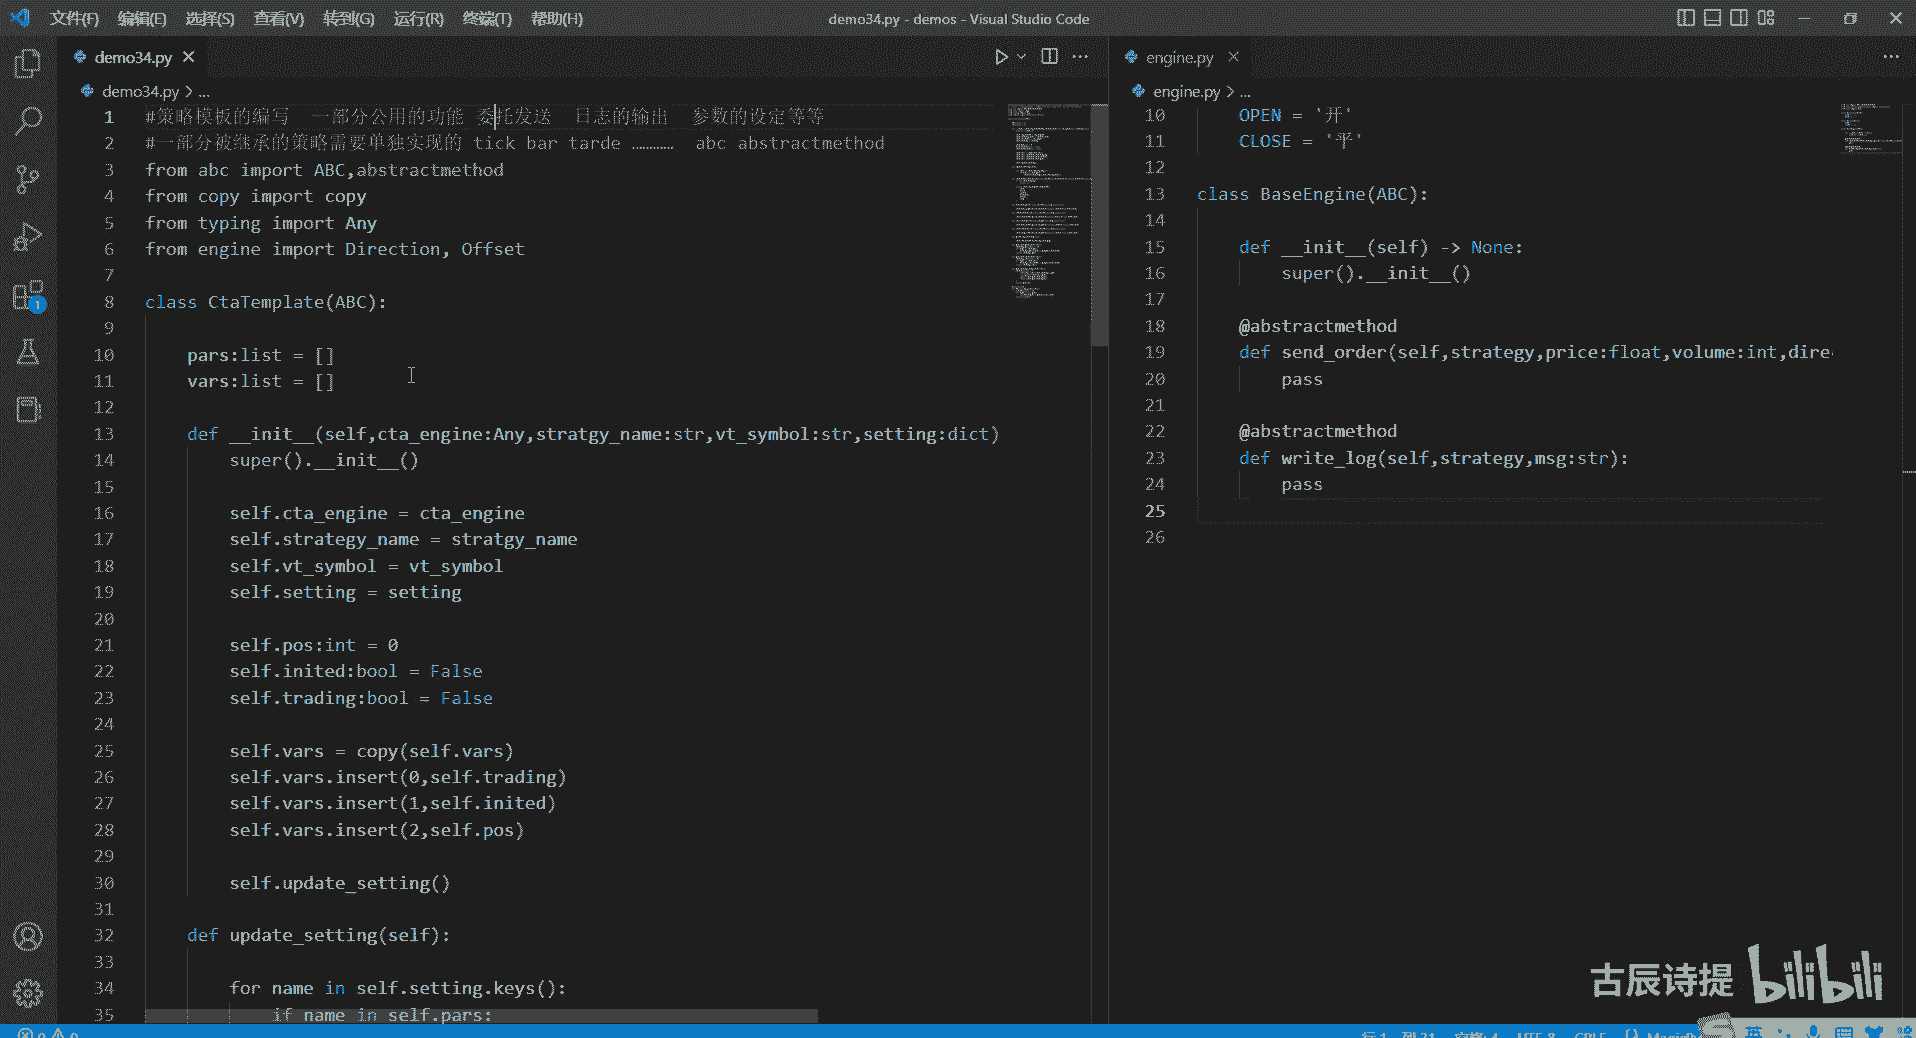 文件(F) 编辑(E) 选择(S) 查看(V) 转到(G) 运行(R) 终端(T) 帮助(H) demo34.py - demos - Visual Studio Code
demo34.py
demo34.py > ...
1 #策略模板的编写 一部分公用的功能 委托发送 日志的输出 参数的设定等等
2 #一部分被继承的策略需要单独实现的 tick bar tarde ………… abc abstractmethod
3 from abc import ABC,abstractmethod
4 from copy import copy
5 from typing import Any
6 from engine import Direction, Offset
7
8 class CtaTemplate(ABC):
9
10 pars:list = []
11 vars:list = []
12
13 def __init__(self,cta_engine:Any,stratgy_name:str,vt_symbol:str,setting:dict)
14 super().__init__()
15
16 self.cta_engine = cta_engine
17 self.strategy_name = stratgy_name
18 self.vt_symbol = vt_symbol
19 self.setting = setting
20
21 self.pos:int = 0
22 self.inited:bool = False
23 self.trading:bool = False
24
25 self.vars = copy(self.vars)
26 self.vars.insert(0,self.trading)
27 self.vars.insert(1,self.inited)
28 self.vars.insert(2,self.pos)
29
30 self.update_setting()
31
32 def update_setting(self):
33
34 for name in self.setting.keys():
35 if name in self.pars:
engine.py
engine.py > ...
10 OPEN = '开'
11 CLOSE = '平'
12
13 class BaseEngine(ABC):
14
15 def __init__(self) -> None:
16 super().__init__()
17
18 @abstractmethod
19 def send_order(self,strategy,price:float,volume:int,dire
20 pass
21
22 @abstractmethod
23 def write_log(self,strategy,msg:str):
24 pass
25
26
1
古辰诗提 bilibili
英